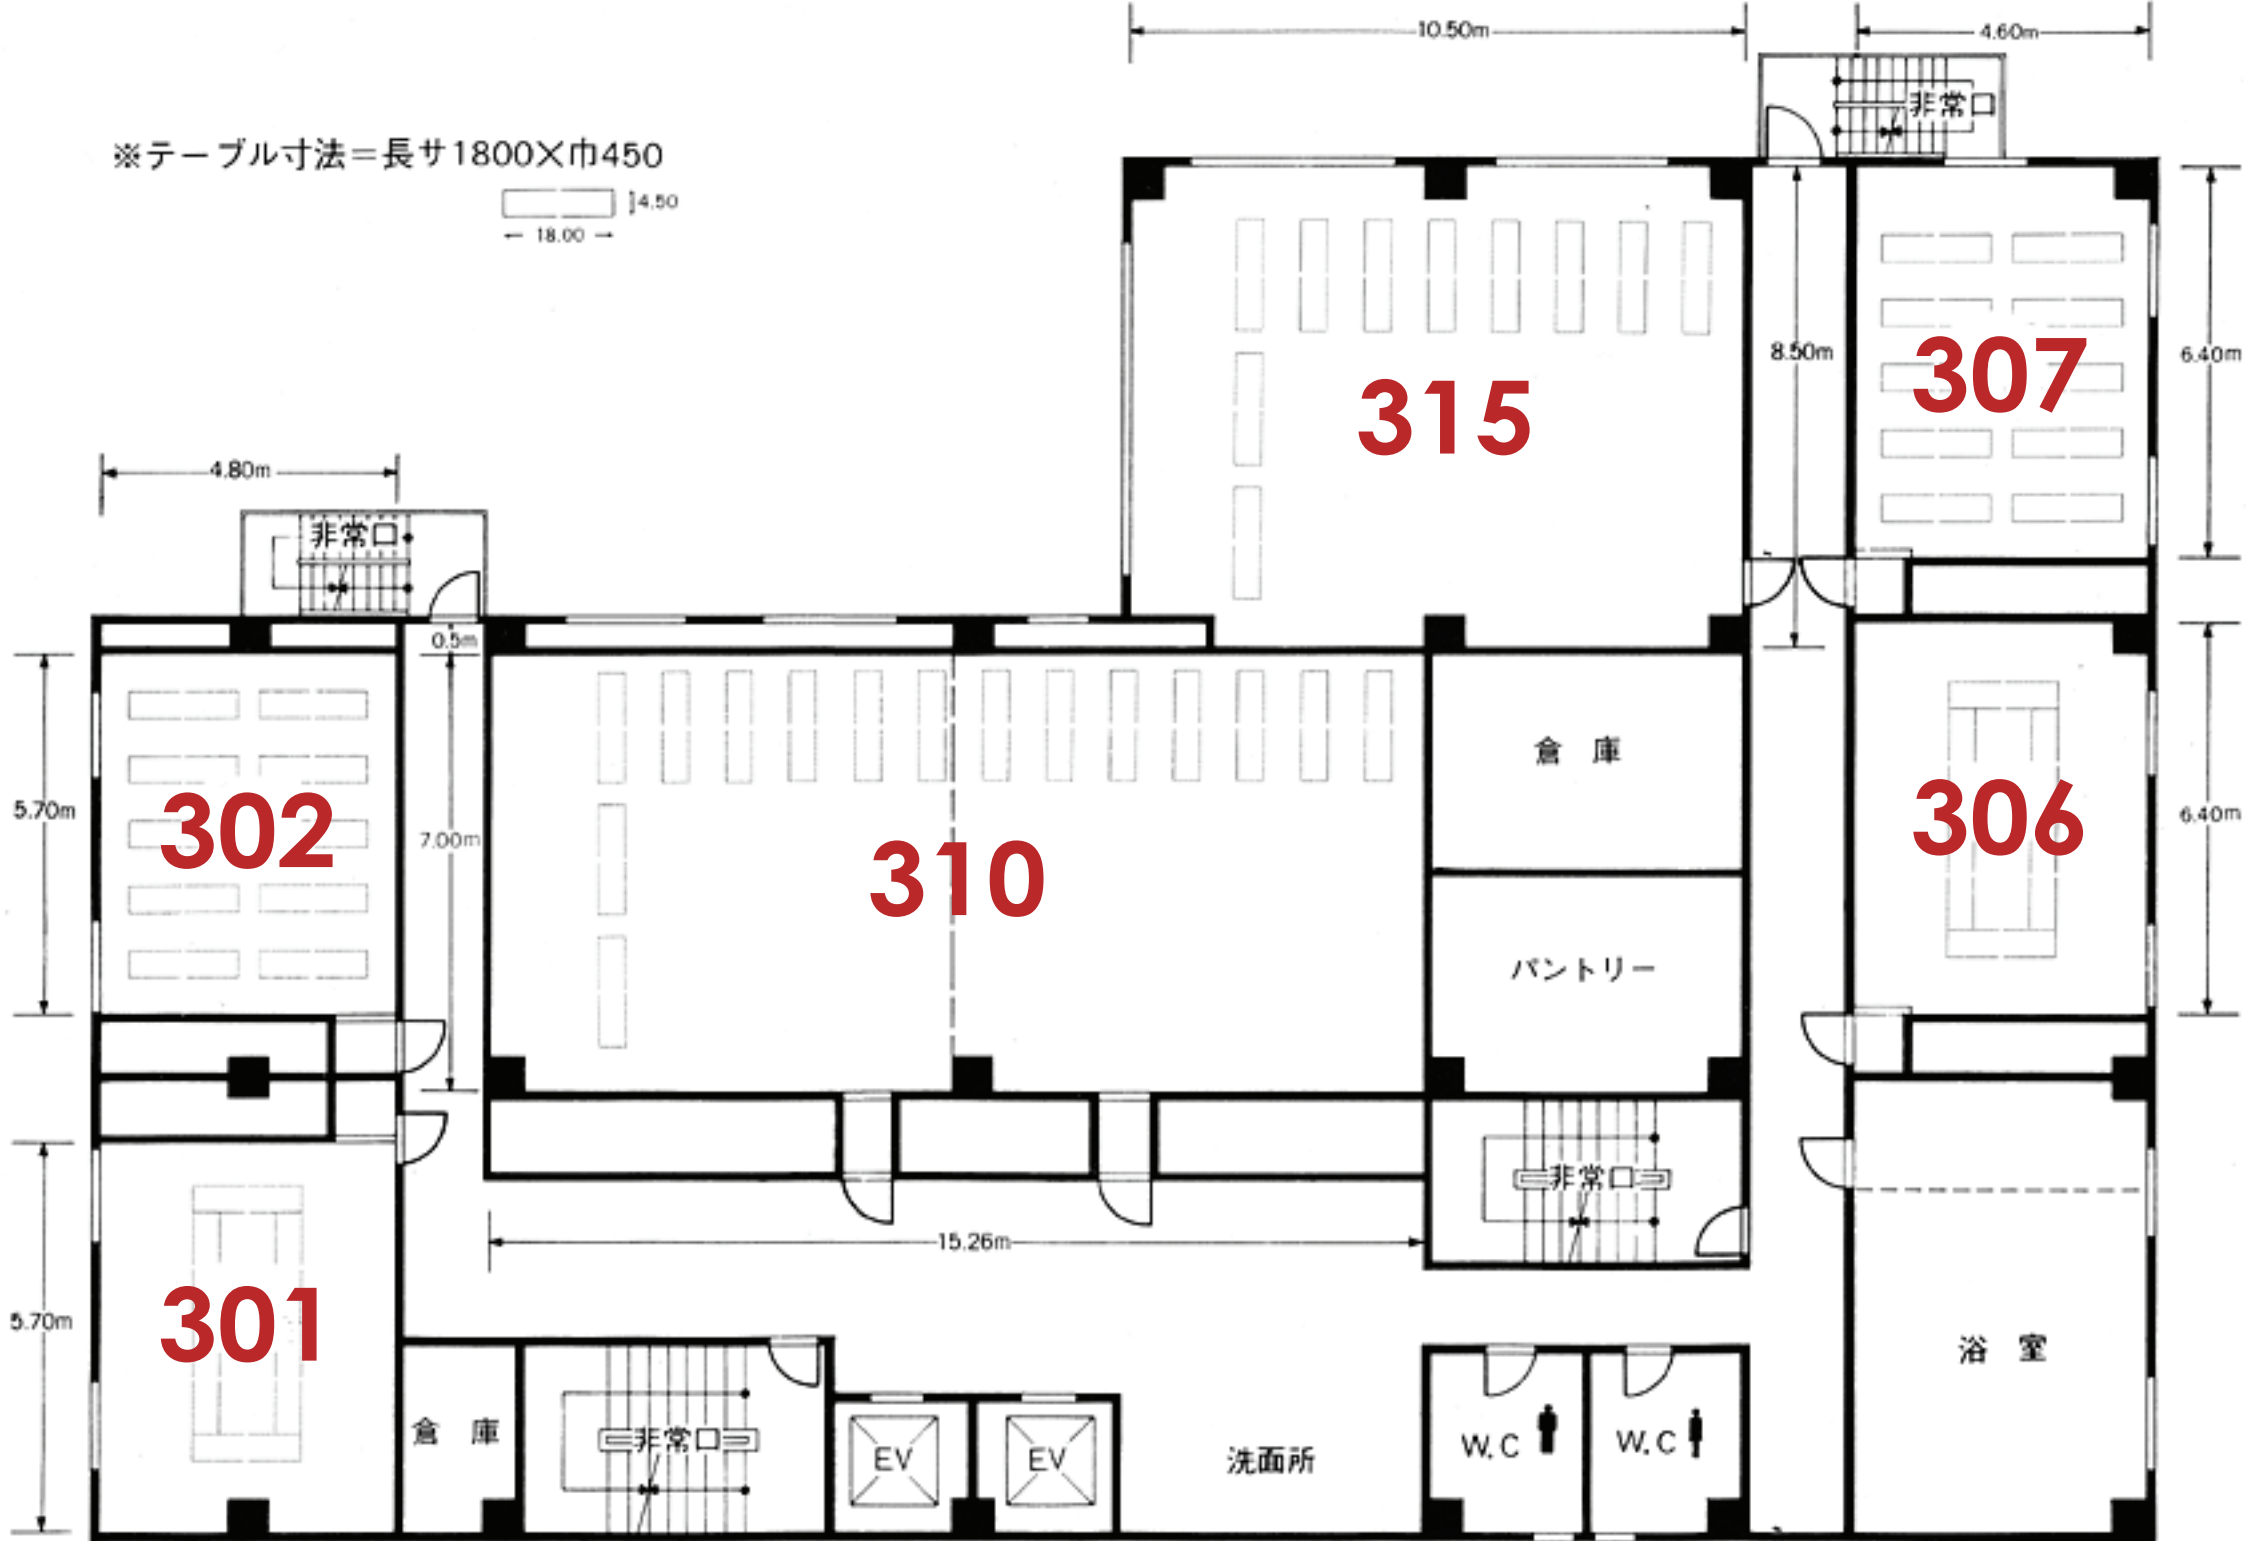 10.50m
4.60m
非常口
※テーブル寸法=長サ1800×巾450
4.50
18.00
8.50m
6.40m
307
315
4.80m
非常口
0.5m
302
5.70m
7.00m
310
倉 庫
306
6.40m
パントリー
非常口
15.26m
301
5.70m
倉 庫
非常口
EV
EV
洗面所
W.C
W.C
浴 室